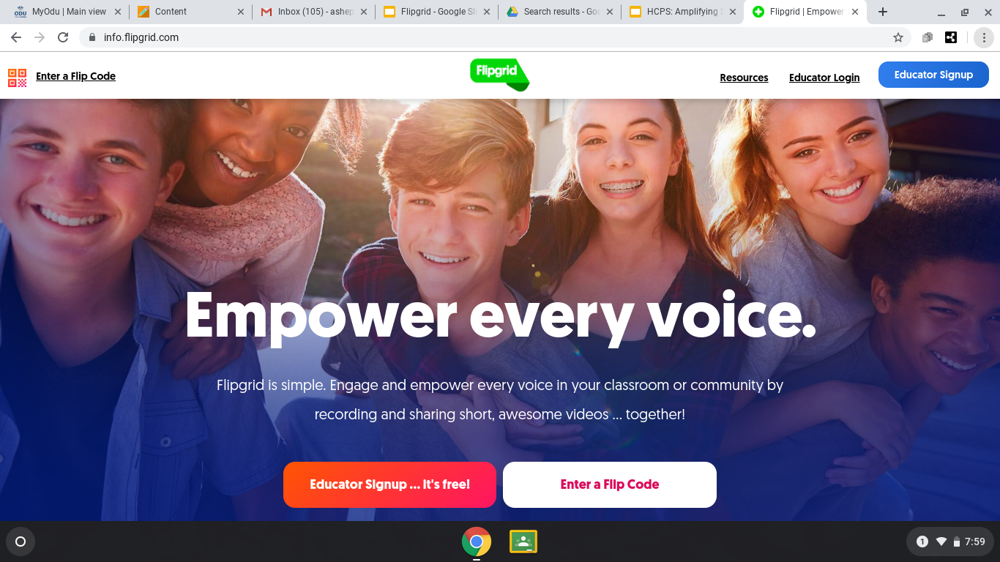 ODU MyOdu | Main view
Content
Inbox (105) - ashep
Flipgrid - Google Sli
Search results - Goo
HCPS: Amplifying S
Flipgrid | Empower
info.flipgrid.com
Enter a Flip Code
Flipgrid
Resources
Educator Login
Educator Signup
Empower every voice.
Flipgrid is simple. Engage and empower every voice in your classroom or community by
recording and sharing short, awesome videos ... together!
Educator Signup ... it's free!
Enter a Flip Code
1
7:59